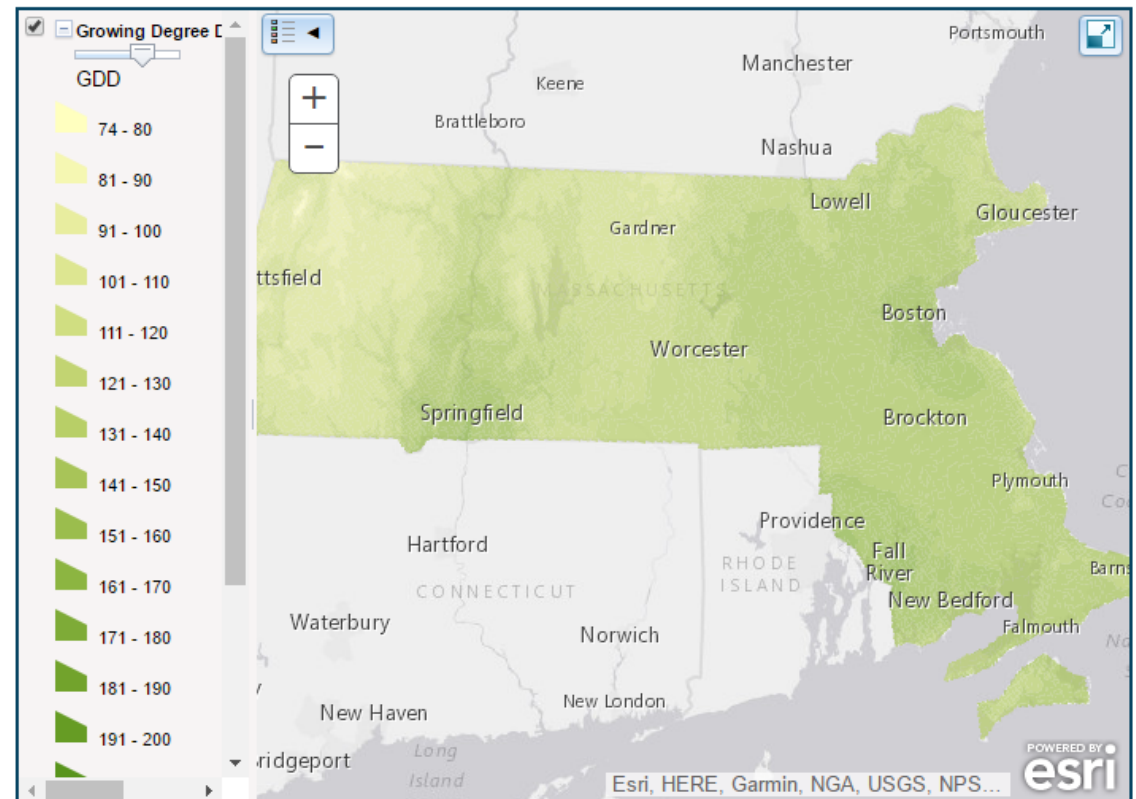 Growing Degree D
GDD
74 - 80
81 - 90
91 - 100
101 - 110
111 - 120
121 - 130
131 - 140
141 - 150
151 - 160
161 - 170
171 - 180
181 - 190
191 - 200
+
−
Portsmouth
Manchester
Keene
Brattleboro
Nashua
Lowell
Gloucester
Gardner
ttsfield
MASSACHUSETTS
Boston
Worcester
Springfield
Brockton
Plymouth
C
Co
Providence
Hartford
Fall
River
RHODE
ISLAND
Barns
CONNECTICUT
New Bedford
Waterbury
Norwich
Falmouth
Na
y
New London
New Haven
Long
Island
ridgeport
POWERED BY
esri
Esri, HERE, Garmin, NGA, USGS, NPS...